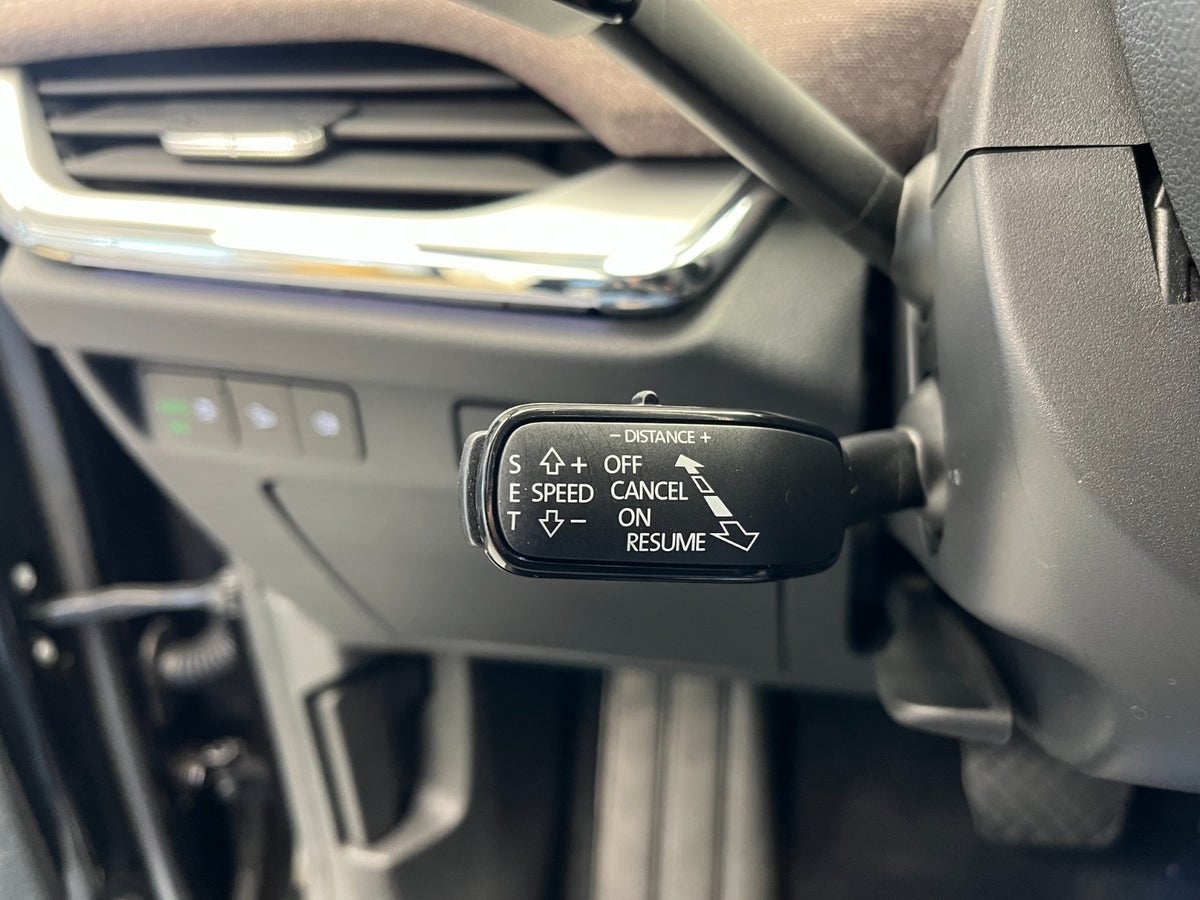 − DISTANCE +
S + OFF
E SPEED CANCEL
T − ON
RESUME